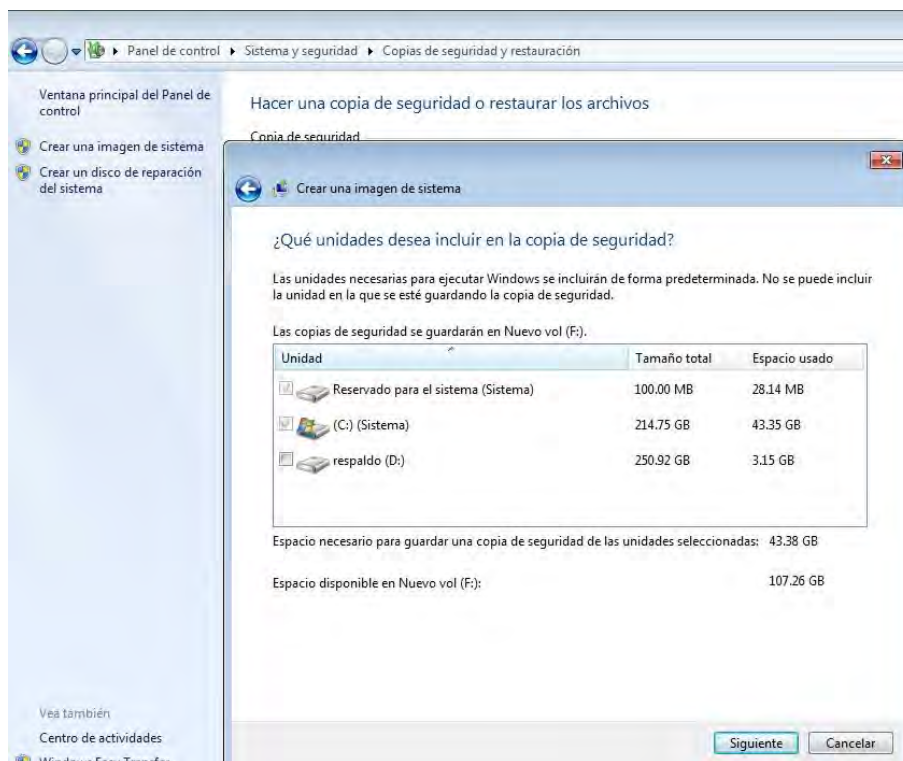 Panel de control ▸ Sistema y seguridad ▸ Copias de seguridad y restauración
Ventana principal del Panel de
control
Crear una imagen de sistema
Crear un disco de reparación
del sistema
Hacer una copia de seguridad o restaurar los archivos
Copia de seguridad
Crear una imagen de sistema
¿Qué unidades desea incluir en la copia de seguridad?
Las unidades necesarias para ejecutar Windows se incluirán de forma predeterminada. No se puede incluir
la unidad en la que se esté guardando la copia de seguridad.
Las copias de seguridad se guardarán en Nuevo vol (F:).
Unidad Tamaño total Espacio usado
Reservado para el sistema (Sistema) 100.00 MB 28.14 MB
(C:) (Sistema) 214.75 GB 43.35 GB
respaldo (D:) 250.92 GB 3.15 GB
Espacio necesario para guardar una copia de seguridad de las unidades seleccionadas: 43.38 GB
Espacio disponible en Nuevo vol (F:): 107.26 GB
Vea también
Centro de actividades
Windows Easy Transfer
Siguiente Cancelar